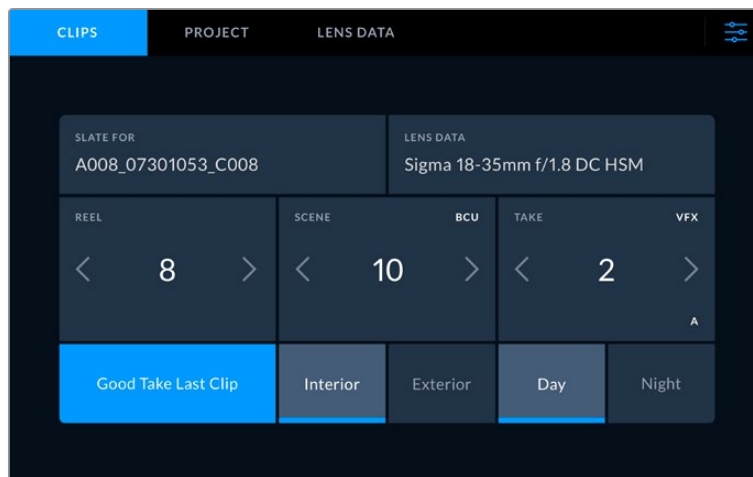 CLIPS PROJECT LENS DATA
SLATE FOR LENS DATA
A008_07301053_C008 Sigma 18-35mm f/1.8 DC HSM
REEL SCENE BCU TAKE VFX
8 10 2
A
Good Take Last Clip Interior Exterior Day Night